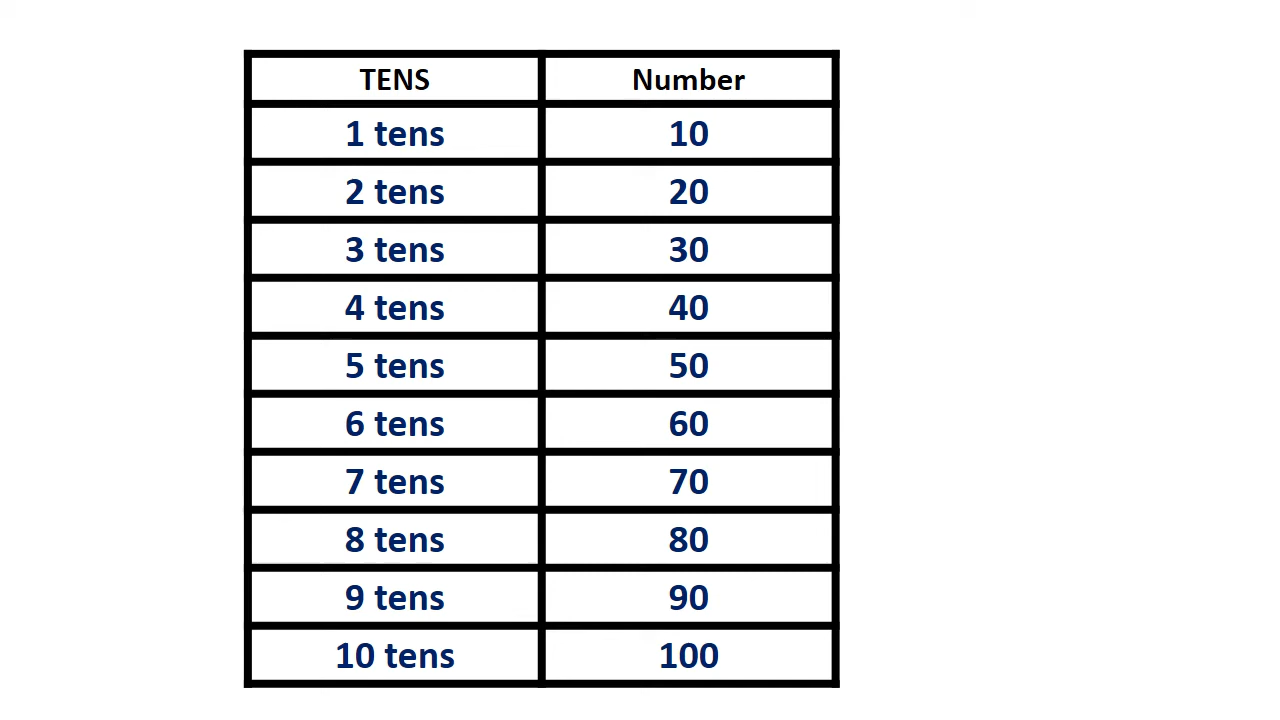 TENS Number
1 tens 10
2 tens 20
3 tens 30
4 tens 40
5 tens 50
6 tens 60
7 tens 70
8 tens 80
9 tens 90
10 tens 100